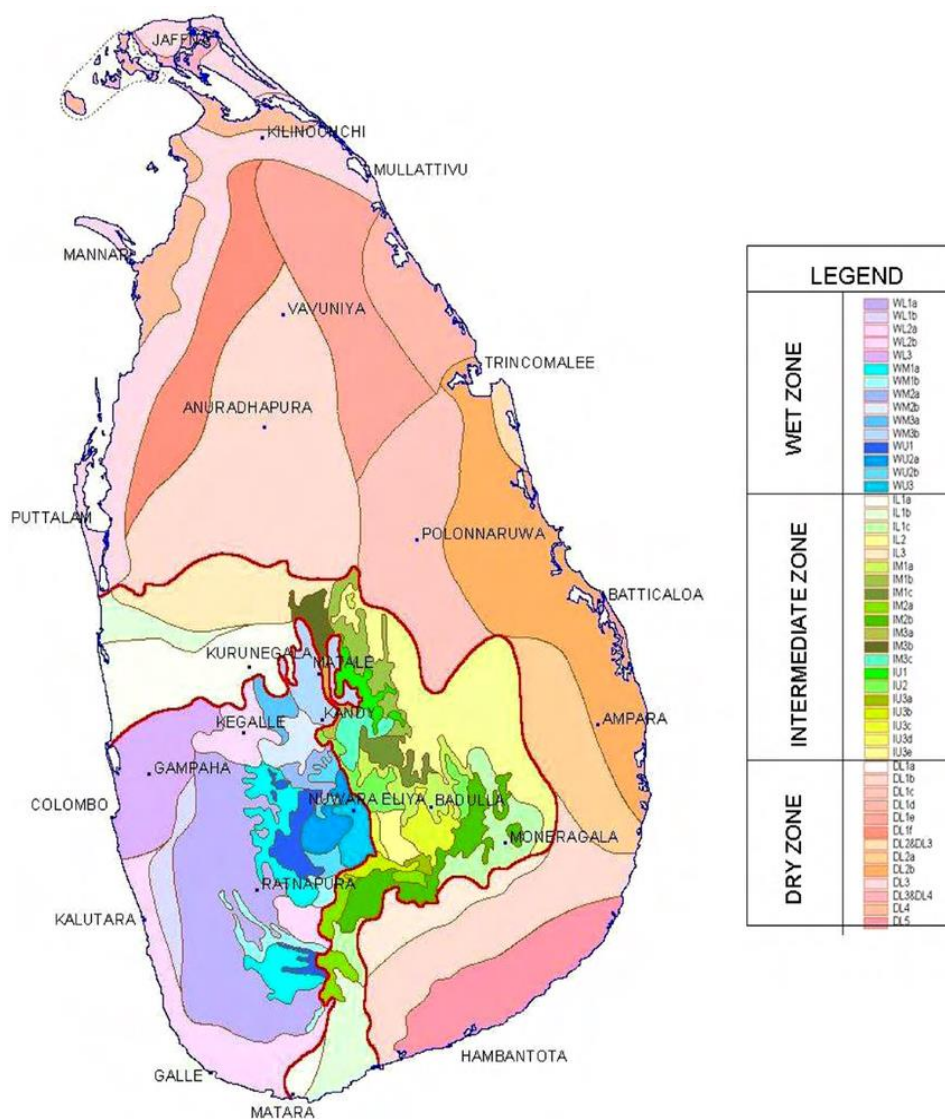 JAFFNA
KILINOCHCHI
MULLATTIVU
MANNAR
VAVUNIYA
TRINCOMALEE
ANURADHAPURA
PUTTALAM
POLONNARUWA
BATTICALOA
KURUNEGALA
MATALE
KANDY
KEGALLE
AMPARA
GAMPAHA
COLOMBO
NUWARA ELIYA
BADULLA
MONERAGALA
RATNAPURA
KALUTARA
HAMBANTOTA
GALLE
MATARA
LEGEND
WET ZONE
WL1a
WL1b
WL2a
WL2b
WL3
WM1a
WM1b
WM2a
WM2b
WM3a
WM3b
WU1
WU2a
WU2b
WU3
INTERMEDIATE ZONE
IL1a
IL1b
IL1c
IL2
IL3
IM1a
IM1b
IM1c
IM2a
IM2b
IM3a
IM3b
IM3c
IU1
IU2
IU3a
IU3b
IU3c
IU3d
IU3e
DRY ZONE
DL1a
DL1b
DL1c
DL1d
DL1e
DL1f
DL2&DL3
DL2a
DL2b
DL3
DL3&DL4
DL4
DL5